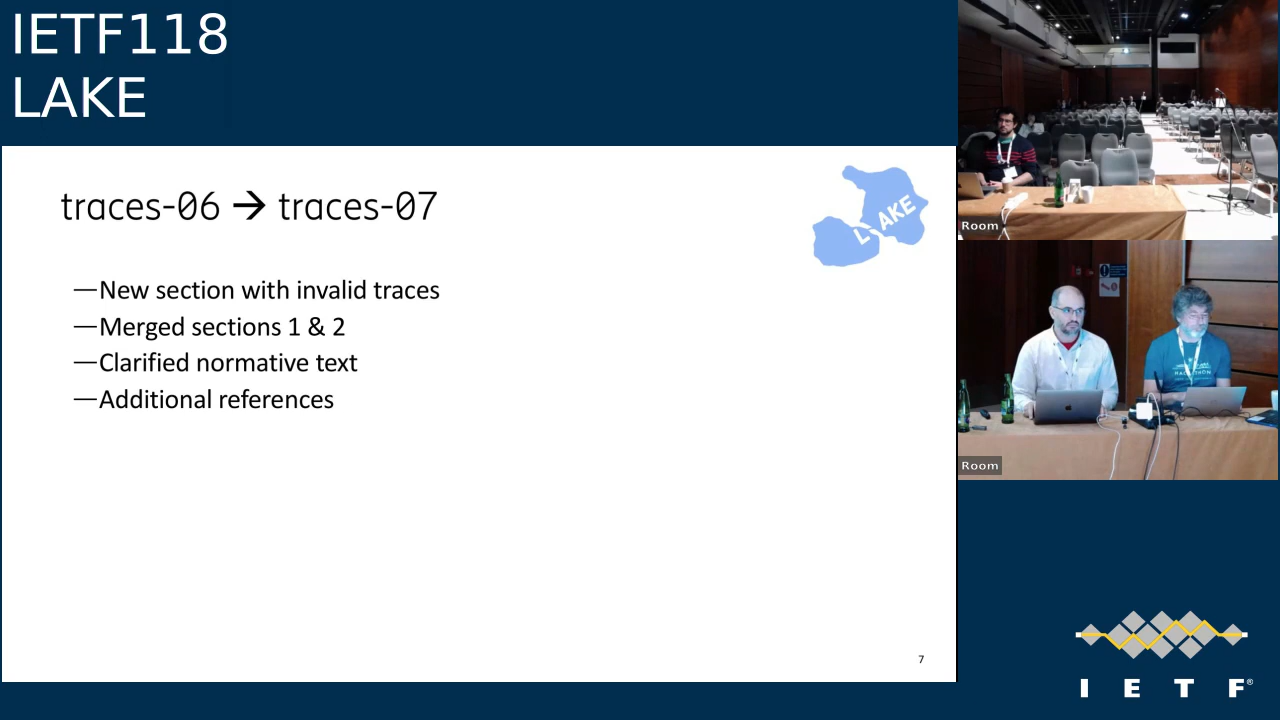 IETF118
LAKE
traces-06 → traces-07
LAKE
—New section with invalid traces
—Merged sections 1 & 2
—Clarified normative text
—Additional references
7
Room
HACKATHON
Room
I E T F®